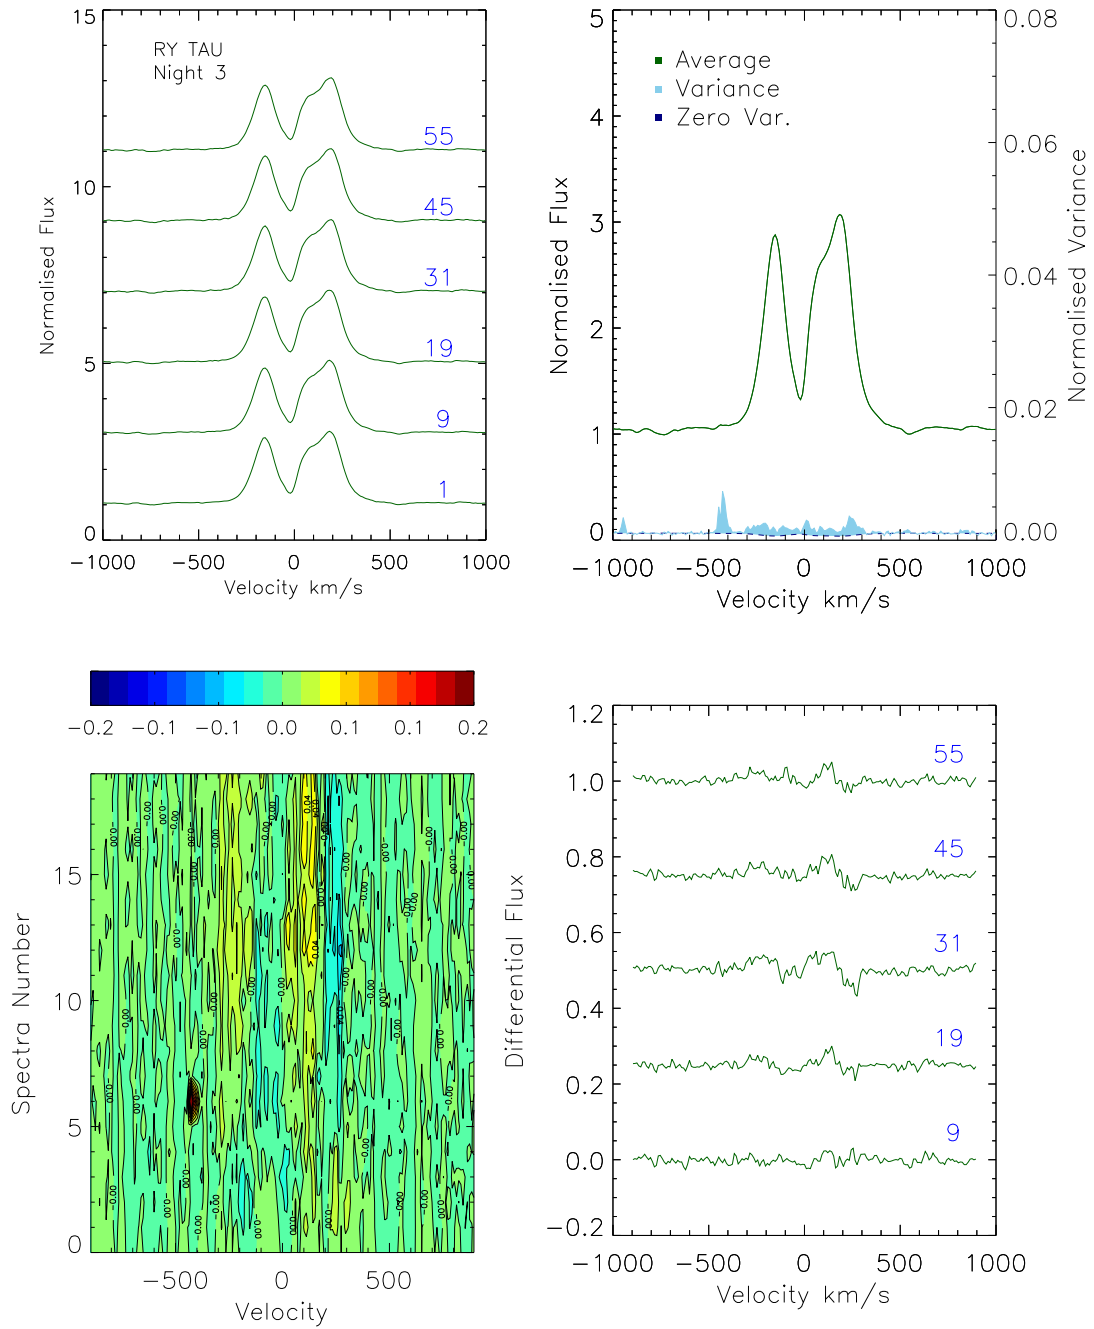 RY TAU
Night 3
15
10
5
0
55
45
31
19
9
1
Normalised Flux
−1000 −500 0 500 1000
Velocity km/s
Average
Variance
Zero Var.
5
4
3
2
1
0
Normalised Flux
0.08
0.06
0.04
0.02
0.00
Normalised Variance
−1000 −500 0 500 1000
Velocity km/s
−0.2 −0.1 −0.1 0.0 0.1 0.1 0.2
15
10
5
0
Spectra Number
−500 0 500
Velocity
1.2
1.0
0.8
0.6
0.4
0.2
0.0
−0.2
Differential Flux
55
45
31
19
9
−1000 −500 0 500 1000
Velocity km/s